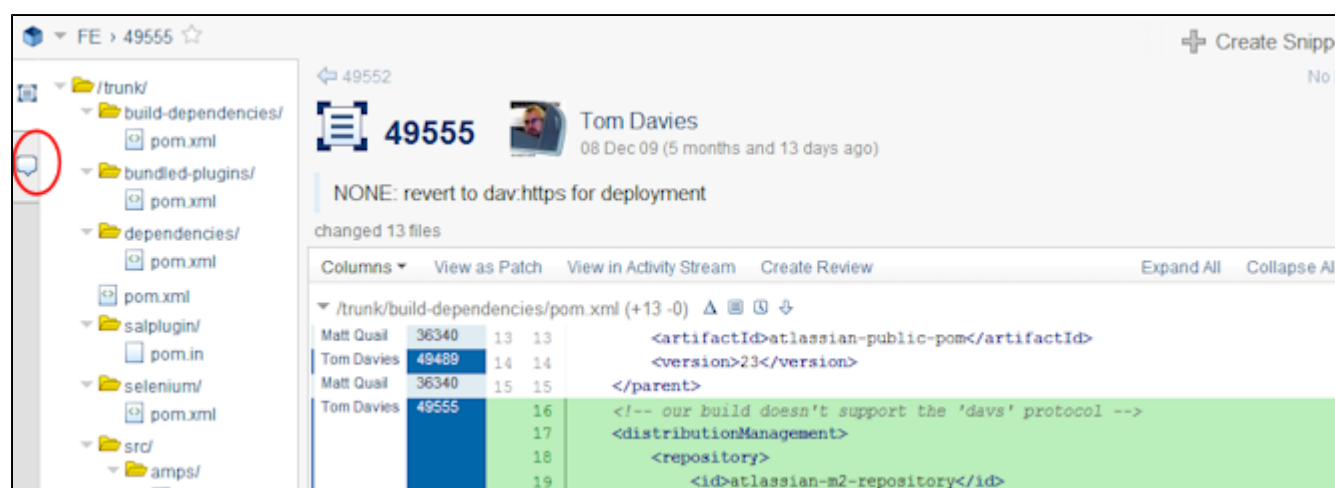 FE › 49555
Create Snipp
/trunk/
build-dependencies/
pom.xml
bundled-plugins/
pom.xml
dependencies/
pom.xml
pom.xml
salplugin/
pom.in
selenium/
pom.xml
src/
amps/
49552
No
49555
Tom Davies
08 Dec 09 (5 months and 13 days ago)
NONE: revert to dav:https for deployment
changed 13 files
Columns View as Patch View in Activity Stream Create Review Expand All Collapse Al
/trunk/build-dependencies/pom.xml (+13 -0)
Matt Quail 36340 13 13 <artifactId>atlassian-public-pom</artifactId>
Tom Davies 49489 14 14 <version>23</version>
Matt Quail 36340 15 15 </parent>
Tom Davies 49555 16 <!-- our build doesn't support the 'davs' protocol -->
17 <distributionManagement>
18 <repository>
19 <id>atlassian-m2-repository</id>